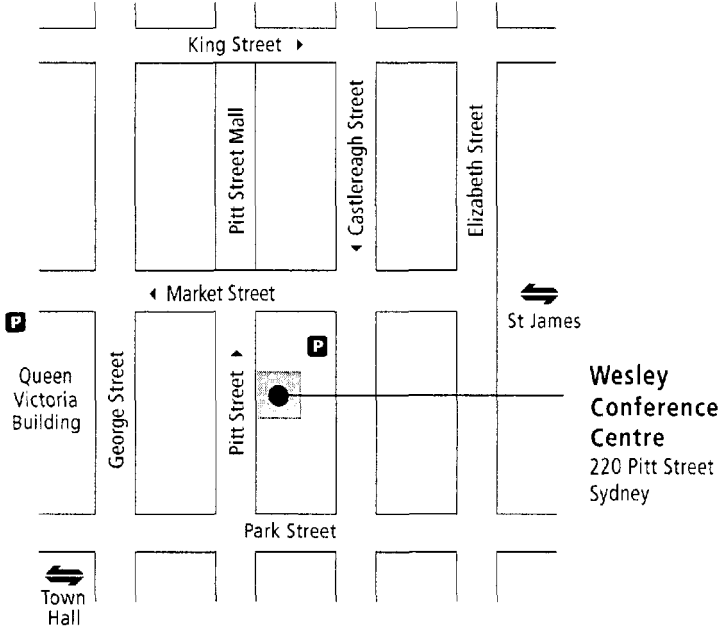 King Street
Pitt Street Mall
Castlereagh Street
Elizabeth Street
Market Street
St James
P
P
Queen
Victoria
Building
George Street
Pitt Street
Wesley
Conference
Centre
220 Pitt Street
Sydney
Park Street
Town
Hall